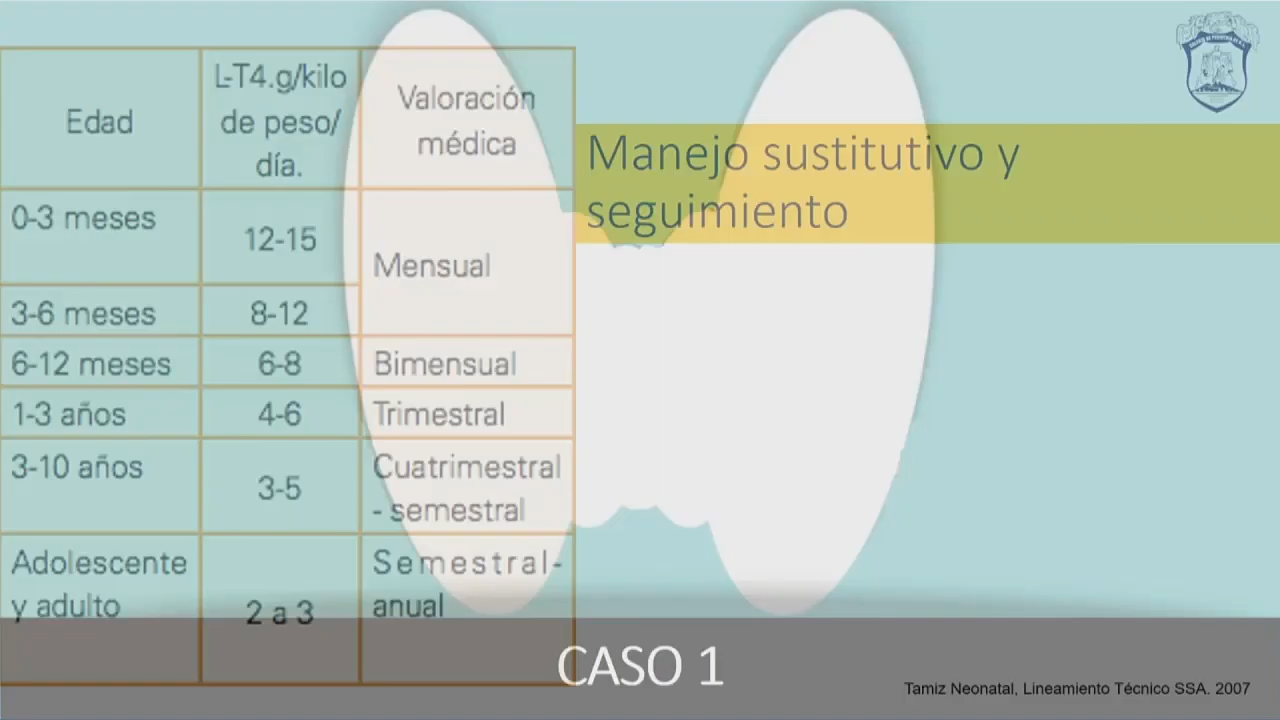 Edad
L-T4.g/kilo
de peso/
día.
Valoración
médica
0-3 meses
12-15
Mensual
3-6 meses
8-12
6-12 meses
6-8
Bimensual
1-3 años
4-6
Trimestral
3-10 años
3-5
Cuatrimestral
- semestral
Adolescente
y adulto
2 a 3
Semestral-
anual
Manejo sustitutivo y
seguimiento
CASO 1
Tamiz Neonatal, Lineamiento Técnico SSA. 2007